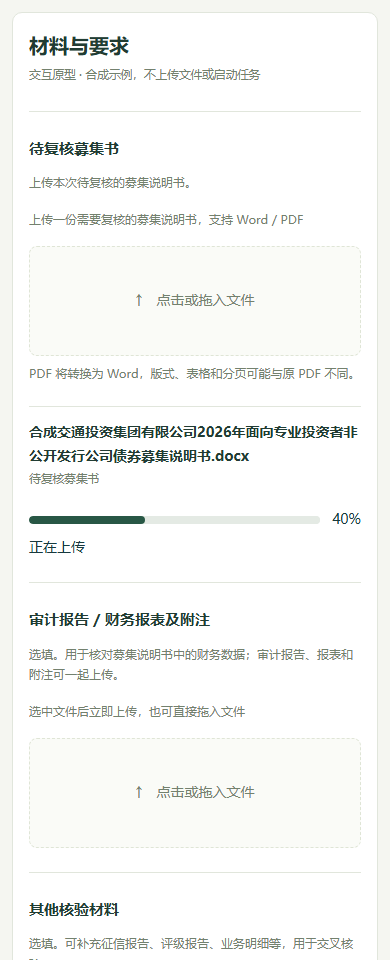 材料与要求
交互原型 · 合成示例，不上传文件或启动任务
待复核募集书
上传本次待复核的募集说明书。
上传一份需要复核的募集说明书，支持 Word / PDF
↑ 点击或拖入文件
PDF 将转换为 Word，版式、表格和分页可能与原 PDF 不同。
合成交通投资集团有限公司2026年面向专业投资者非
公开发行公司债券募集说明书.docx
待复核募集书
40%
正在上传
审计报告 / 财务报表及附注
选填。用于核对募集说明书中的财务数据；审计报告、报表和
附注可一起上传。
选中文件后立即上传，也可直接拖入文件
↑ 点击或拖入文件
其他核验材料
选填。可补充征信报告、评级报告、业务明细等，用于交叉核